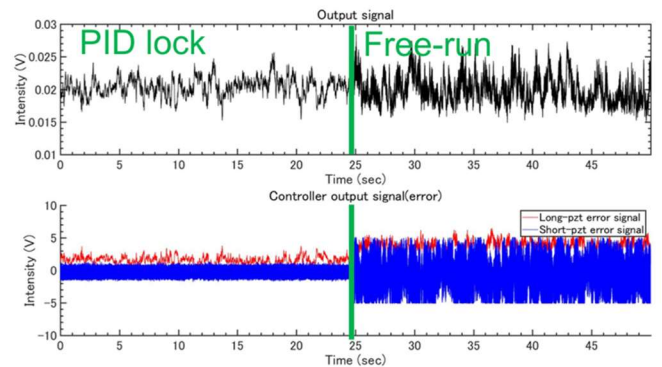 Output signal
PID lock
Free-run
Intensity (V)
0.03
0.025
0.02
0.015
0.01
0 5 10 15 20 25 30 35 40 45
Time (sec)
Controller output signal(error)
Intensity (V)
10
5
0
-5
-10
Long-pzt error signal
Short-pzt error signal
0 5 10 15 20 25 30 35 40 45
Time (sec)